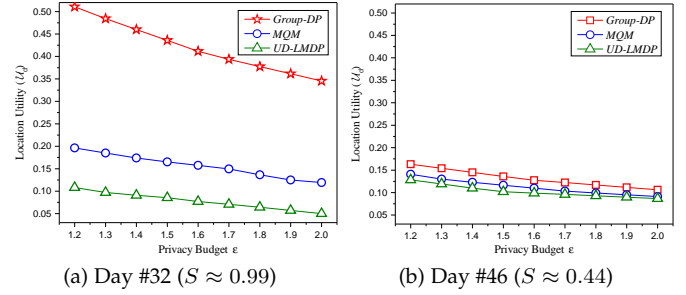 0.50
0.45
0.40
0.35
0.30
0.25
0.20
0.15
0.10
0.05
Location Utility (𝒰d)
Group-DP
MQM
UD-LMDP
1.2 1.3 1.4 1.5 1.6 1.7 1.8 1.9 2.0
Privacy Budget ε
(a) Day #32 (S ≈ 0.99)
0.50
0.45
0.40
0.35
0.30
0.25
0.20
0.15
0.10
0.05
Location Utility (𝒰d)
Group-DP
MQM
UD-LMDP
1.2 1.3 1.4 1.5 1.6 1.7 1.8 1.9 2.0
Privacy Budget ε
(b) Day #46 (S ≈ 0.44)